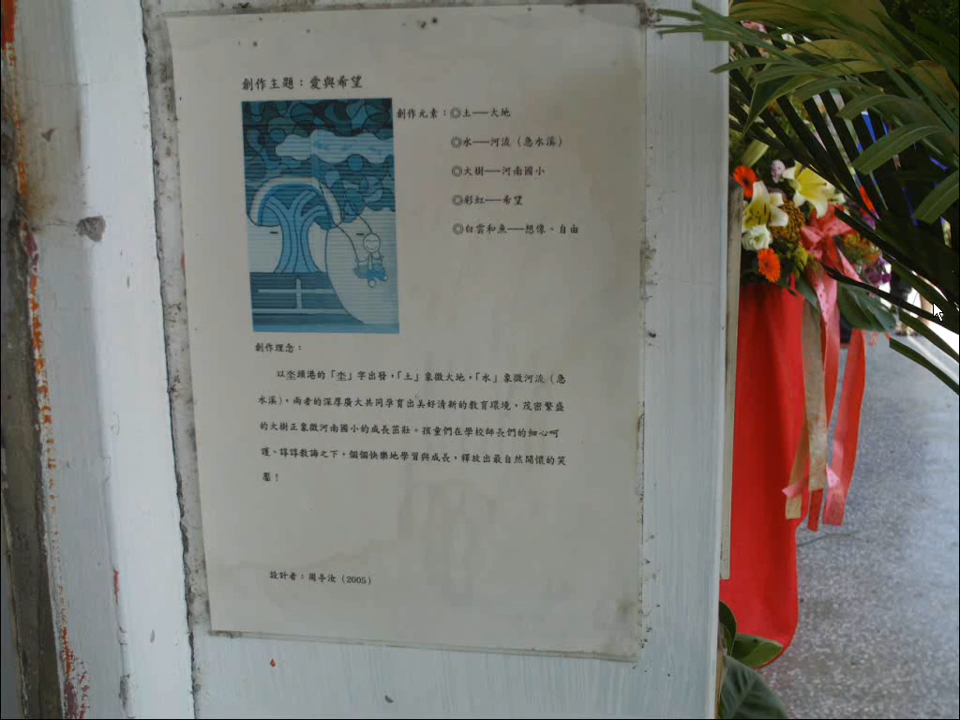 創作主題：愛與希望
創作元素：◎土──大地
◎水──河流（急水溪）
◎大樹──河南國小
◎彩虹──希望
◎白雲和魚──想像、自由
創作理念：
以坔頭港的「坔」字出發，「土」象徵大地，「水」象徵河流（急
水溪），兩者的深厚廣大共同孕育出美好清新的教育環境，茂密繁盛
的大樹正象徵河南國小的成長茁壯。孩童們在學校師長們的細心呵
護、諄諄教誨之下，個個快樂地學習與成長，釋放出最自然開懷的笑
靨！
設計者：周亭汝（2005）